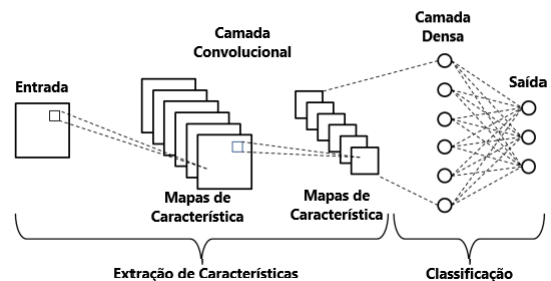 Camada
Convolucional
Camada
Densa
Entrada
Saída
Mapas de
Característica
Mapas de
Característica
Extração de Características
Classificação